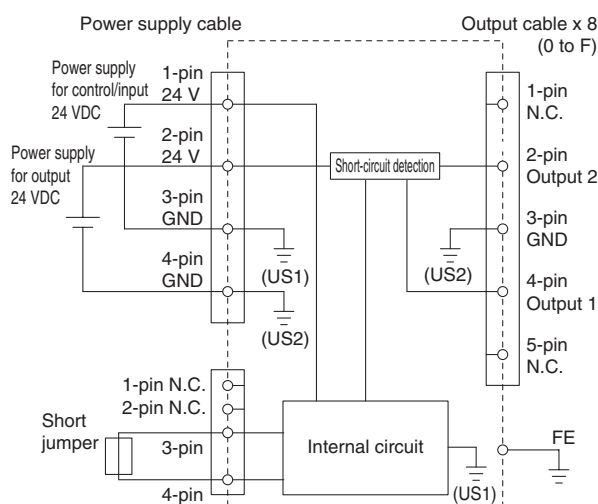 Power supply cable
Output cable x 8
(0 to F)
Power supply
for control/input
24 VDC
1-pin
24 V
2-pin
24 V
Power supply
for output
24 VDC
3-pin
GND
4-pin
GND
(US1)
(US2)
Short-circuit detection
(US2)
1-pin
N.C.
2-pin
Output 2
3-pin
GND
4-pin
Output 1
5-pin
N.C.
1-pin N.C.
2-pin N.C.
3-pin
4-pin
Short
jumper
Internal circuit
(US1)
FE